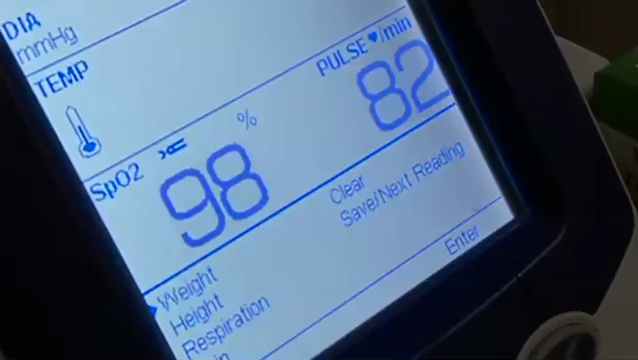 DIA
mmHg
TEMP
PULSE ♥/min
82
SpO2 %
98
Clear
Save/Next Reading
Weight
Height
Respiration
Enter